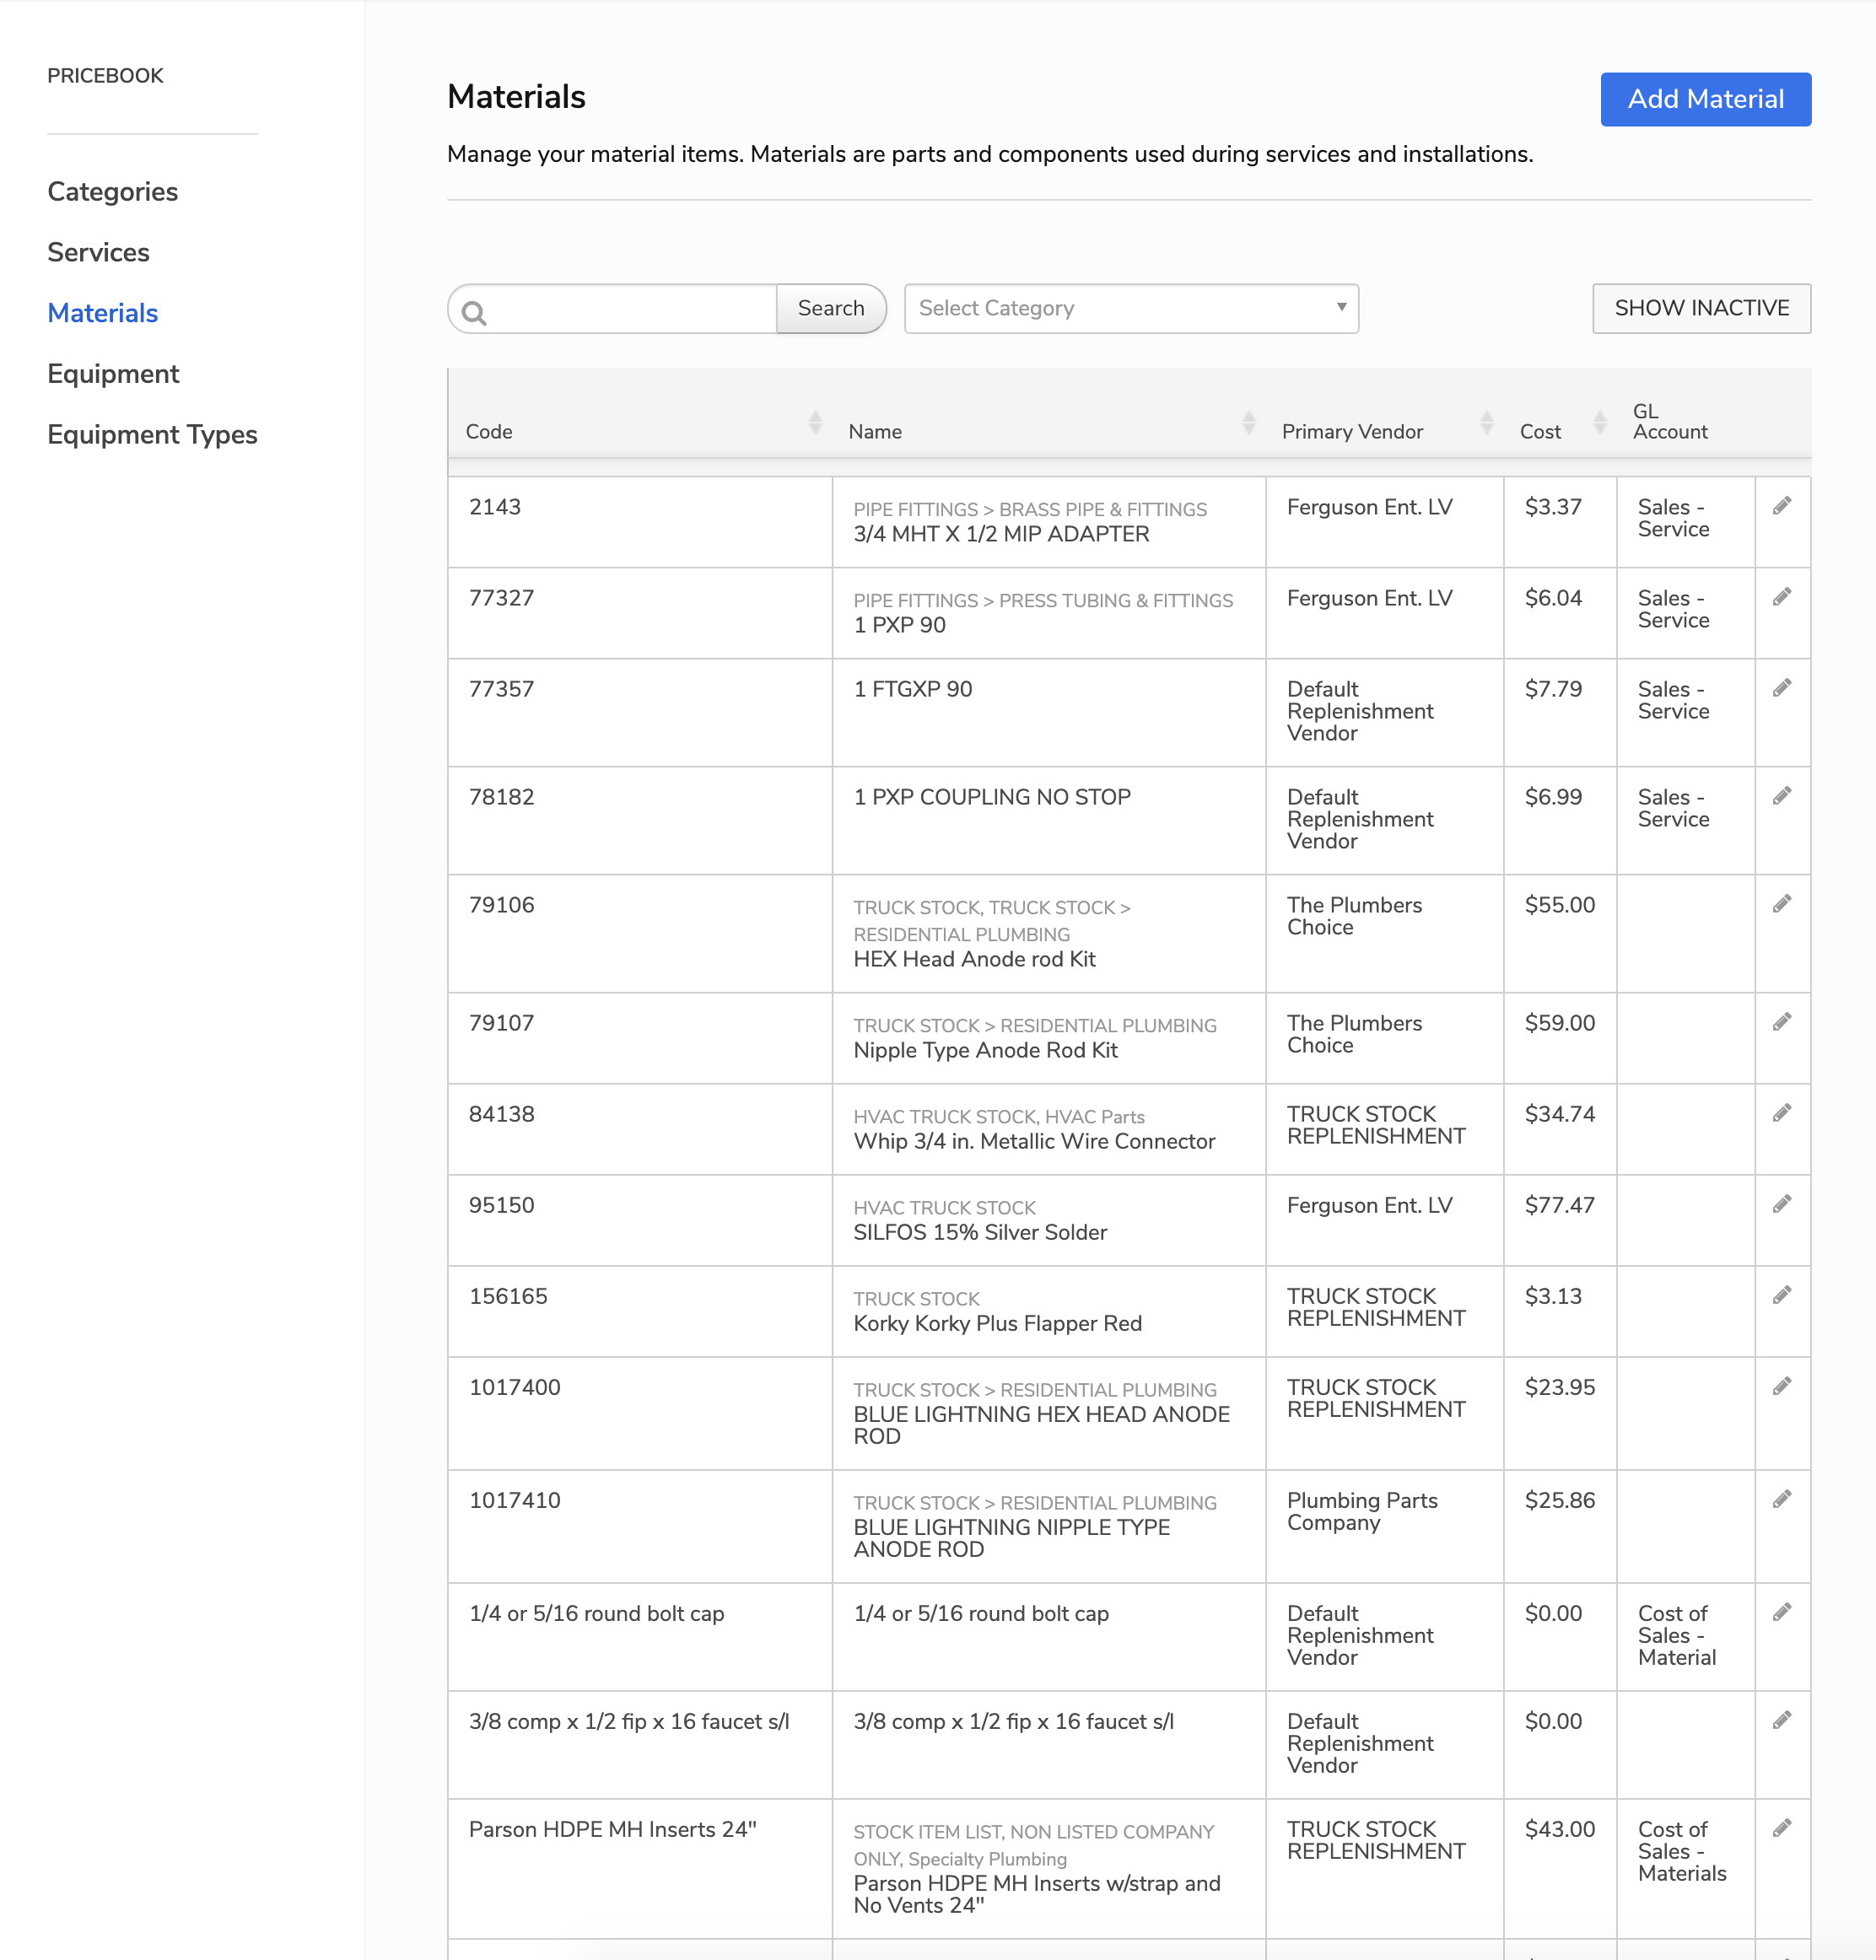 PRICEBOOK
Categories
Services
Materials
Equipment
Equipment Types
Materials
Add Material
Manage your material items. Materials are parts and components used during services and installations.
Search
Select Category
SHOW INACTIVE
Code
Name
Primary Vendor
Cost
GL
Account
2143
PIPE FITTINGS > BRASS PIPE & FITTINGS
3/4 MHT X 1/2 MIP ADAPTER
Ferguson Ent. LV
$3.37
Sales -
Service
77327
PIPE FITTINGS > PRESS TUBING & FITTINGS
1 PXP 90
Ferguson Ent. LV
$6.04
Sales -
Service
77357
1 FTGXP 90
Default
Replenishment
Vendor
$7.79
Sales -
Service
78182
1 PXP COUPLING NO STOP
Default
Replenishment
Vendor
$6.99
Sales -
Service
79106
TRUCK STOCK, TRUCK STOCK >
RESIDENTIAL PLUMBING
HEX Head Anode rod Kit
The Plumbers
Choice
$55.00
79107
TRUCK STOCK > RESIDENTIAL PLUMBING
Nipple Type Anode Rod Kit
The Plumbers
Choice
$59.00
84138
HVAC TRUCK STOCK, HVAC Parts
Whip 3/4 in. Metallic Wire Connector
TRUCK STOCK
REPLENISHMENT
$34.74
95150
HVAC TRUCK STOCK
SILFOS 15% Silver Solder
Ferguson Ent. LV
$77.47
156165
TRUCK STOCK
Korky Korky Plus Flapper Red
TRUCK STOCK
REPLENISHMENT
$3.13
1017400
TRUCK STOCK > RESIDENTIAL PLUMBING
BLUE LIGHTNING HEX HEAD ANODE
ROD
TRUCK STOCK
REPLENISHMENT
$23.95
1017410
TRUCK STOCK > RESIDENTIAL PLUMBING
BLUE LIGHTNING NIPPLE TYPE
ANODE ROD
Plumbing Parts
Company
$25.86
1/4 or 5/16 round bolt cap
1/4 or 5/16 round bolt cap
Default
Replenishment
Vendor
$0.00
Cost of
Sales -
Material
3/8 comp x 1/2 fip x 16 faucet s/l
3/8 comp x 1/2 fip x 16 faucet s/l
Default
Replenishment
Vendor
$0.00
Parson HDPE MH Inserts 24"
STOCK ITEM LIST, NON LISTED COMPANY
ONLY, Specialty Plumbing
Parson HDPE MH Inserts w/strap and
No Vents 24"
TRUCK STOCK
REPLENISHMENT
$43.00
Cost of
Sales -
Materials